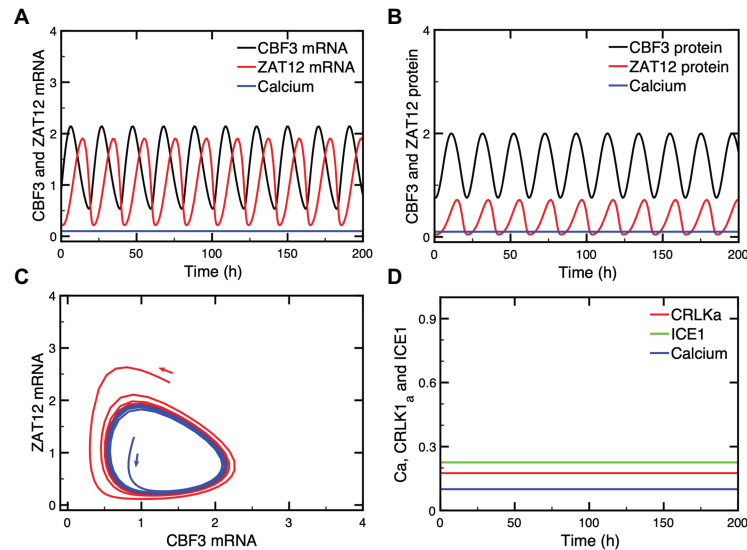 A
CBF3 and ZAT12 mRNA
4
3
2
1
0
CBF3 mRNA
ZAT12 mRNA
Calcium
0 50 100 150 200
Time (h)
B
CBF3 and ZAT12 protein
4
2
0
CBF3 protein
ZAT12 protein
Calcium
0 50 100 150 200
Time (h)
C
ZAT12 mRNA
4
3
2
1
0
0 1 2 3 4
CBF3 mRNA
D
Ca, CRLK1a and ICE1
0.9
0.6
0.3
0
CRLKa
ICE1
Calcium
0 50 100 150 200
Time (h)